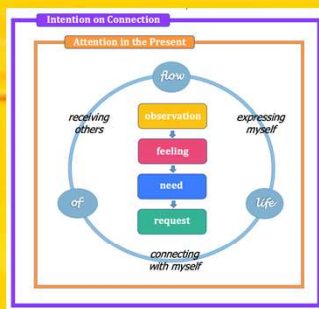 Intention on Connection
Attention in the Present
flow
receiving
others
expressing
myself
observation
feeling
need
request
of
life
connecting
with myself